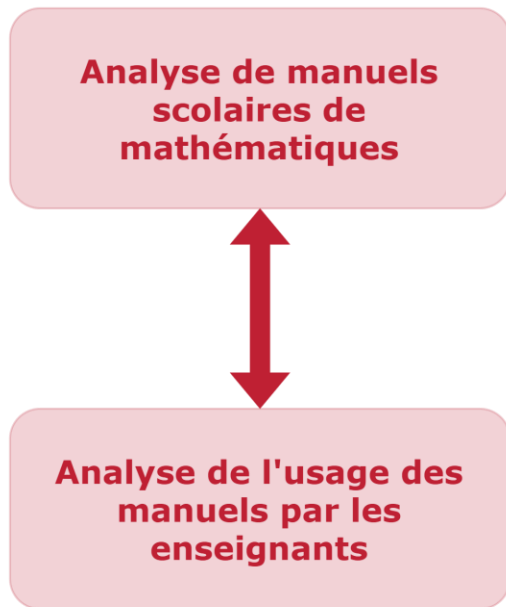 Analyse de manuels
scolaires de
mathématiques
Analyse de l'usage des
manuels par les
enseignants